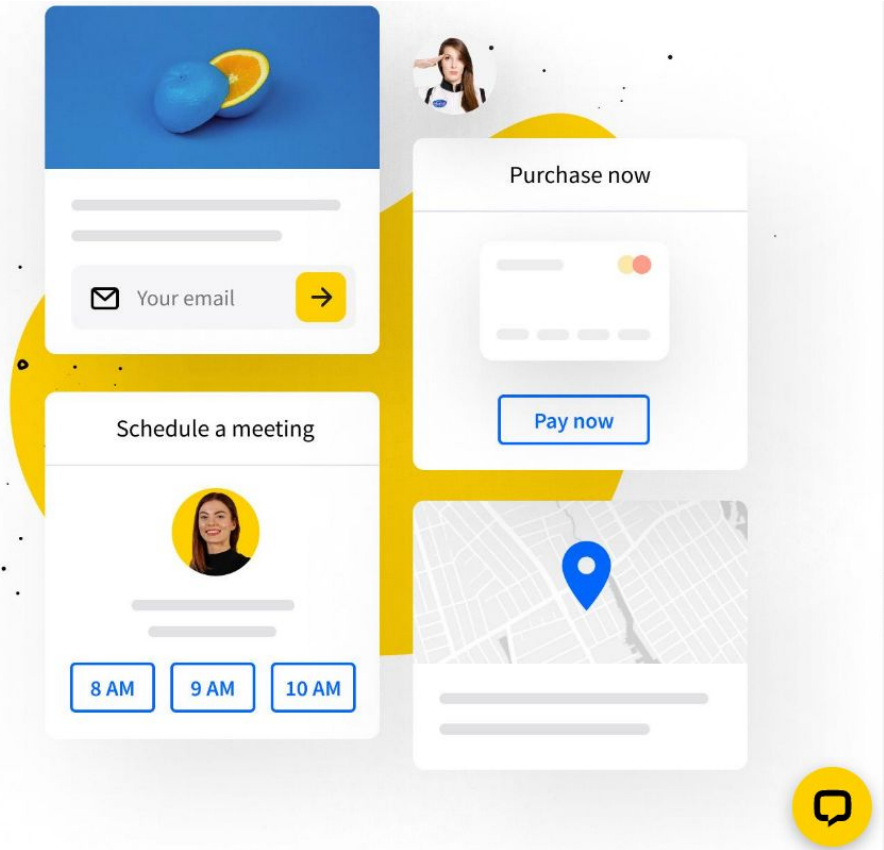 Your email
Schedule a meeting
8 AM
9 AM
10 AM
Purchase now
Pay now